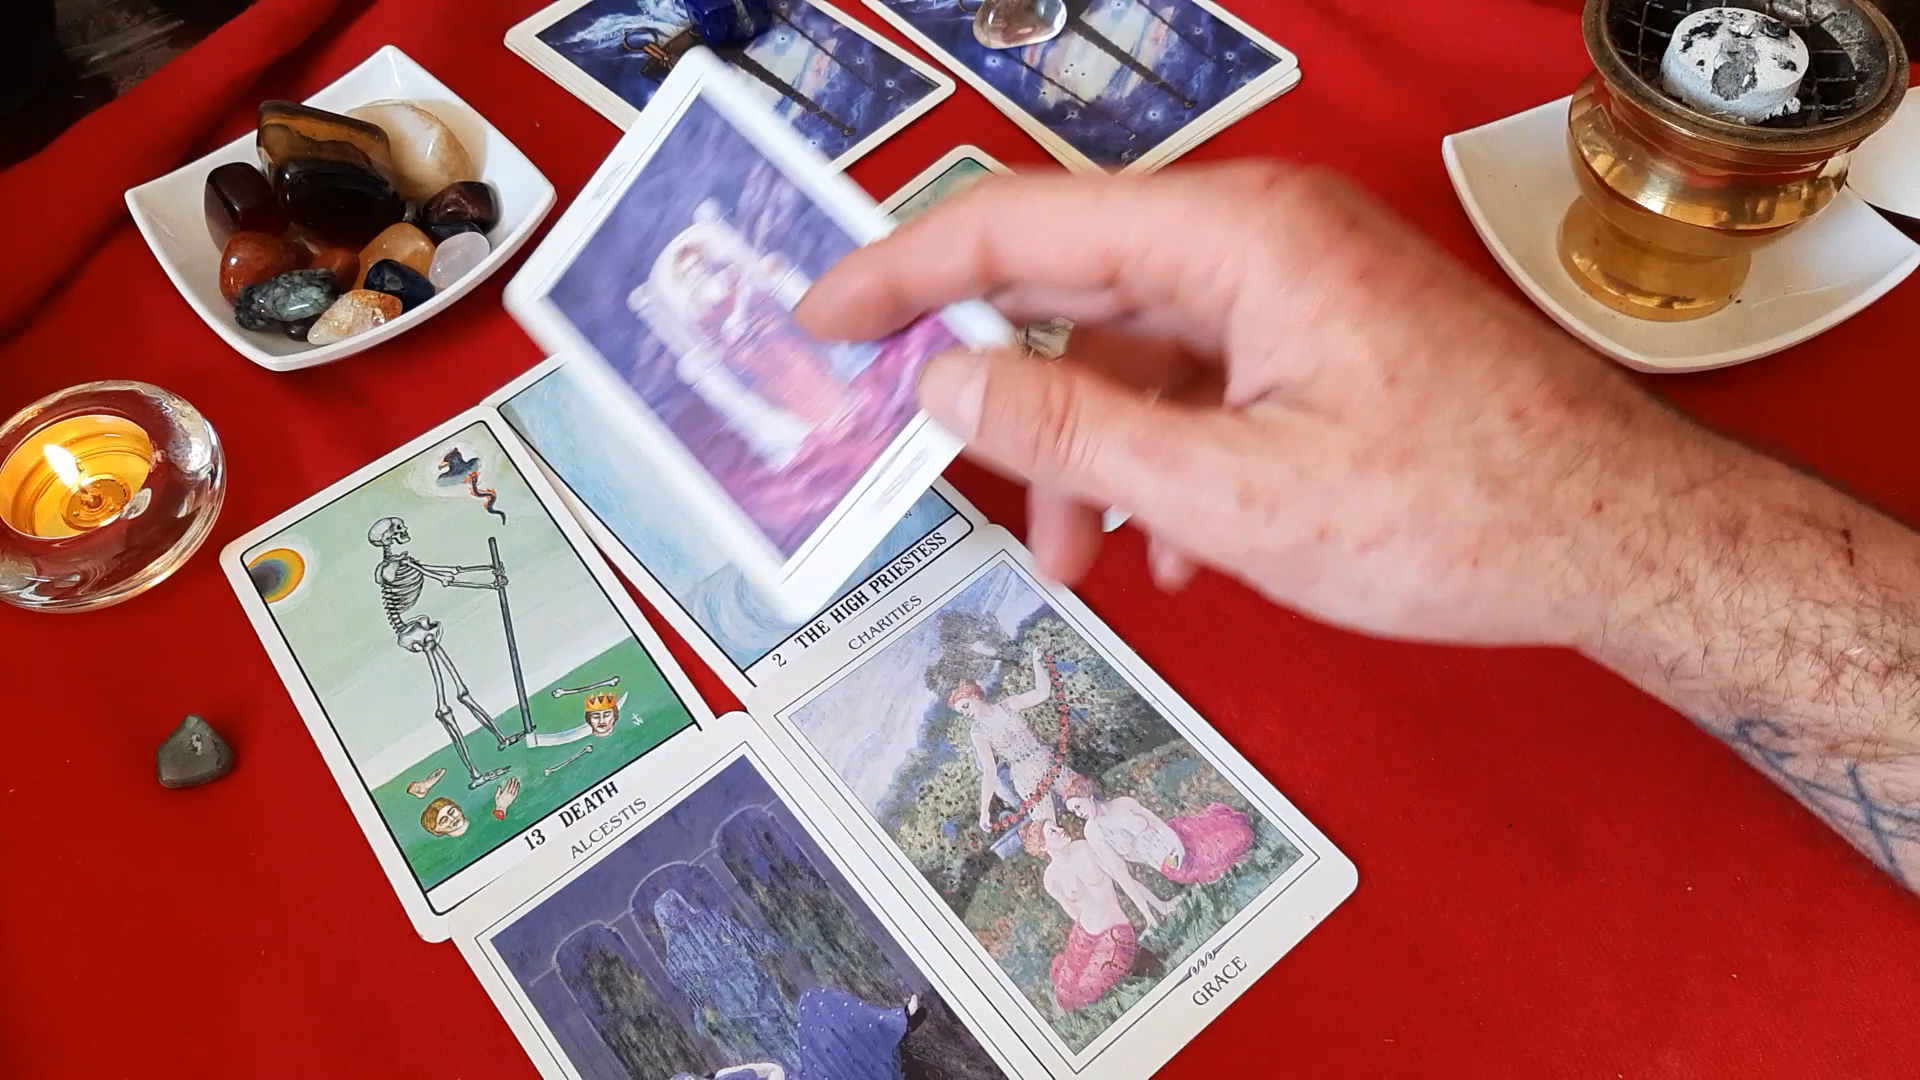 2 THE HIGH PRIESTESS
CHARITIES
13 DEATH
ALCESTIS
GRACE